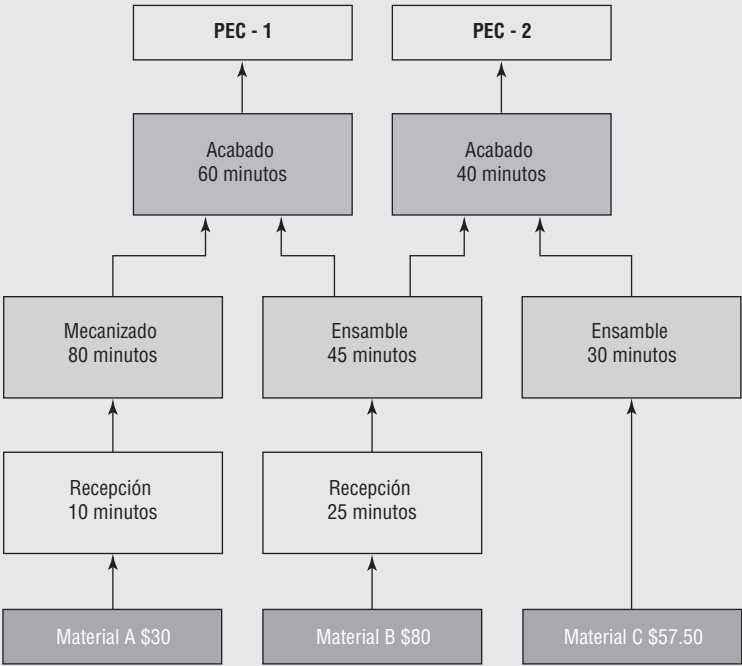 PEC - 1
PEC - 2
Acabado
60 minutos
Acabado
40 minutos
Mecanizado
80 minutos
Ensamble
45 minutos
Ensamble
30 minutos
Recepción
10 minutos
Recepción
25 minutos
Material A $30
Material B $80
Material C $57.50